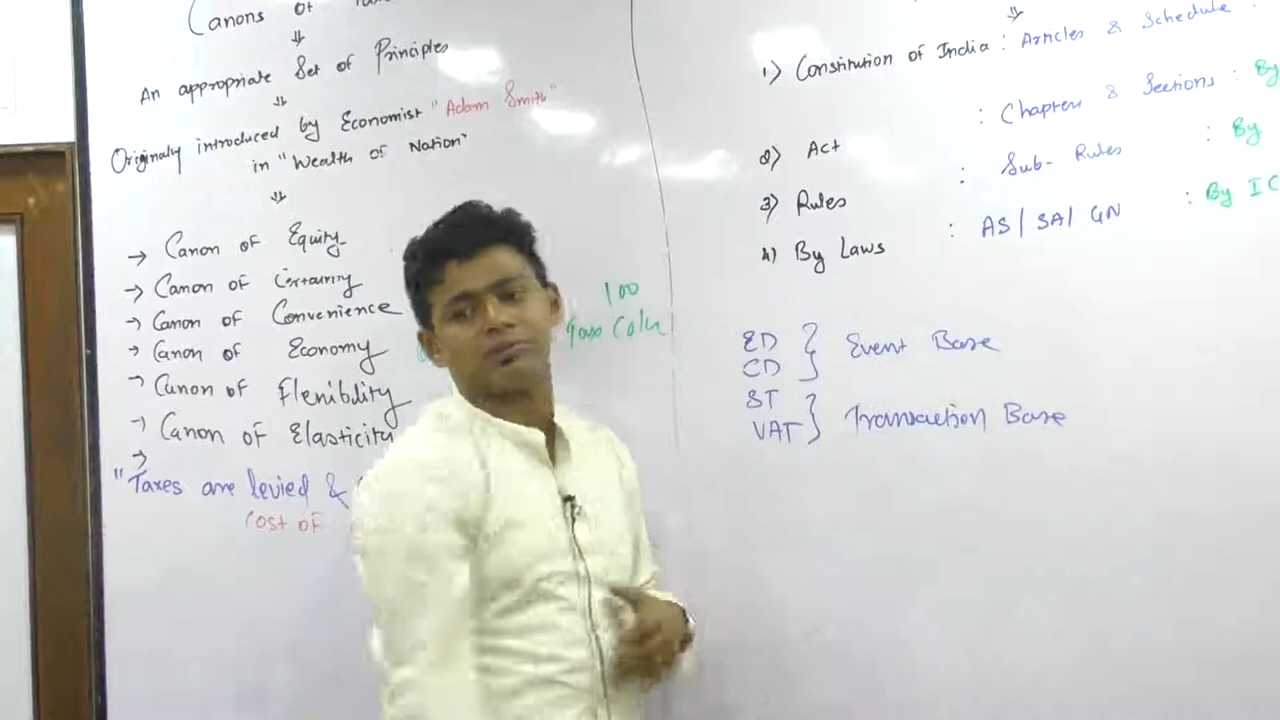 Canons of
⇓
An appropriate Set of Principles
⇓
Originally introduced by Economist "Adam Smith"
in "Wealth of Nation"
⇓
→ Canon of Equity
→ Canon of Certainity
→ Canon of Convenience
→ Canon of Economy
→ Canon of Flexibility
→ Canon of Elasticity
→
"Taxes are levied &
Cost of
100
⇓
1) Constitution of India : Articles & Schedule
2) Act : Chapters & Sections : By
3) Rules : Sub-Rules : By
4) By Laws : AS / SA / GN : By IC
ED
CD } Event Base
ST
VAT } Transaction Base